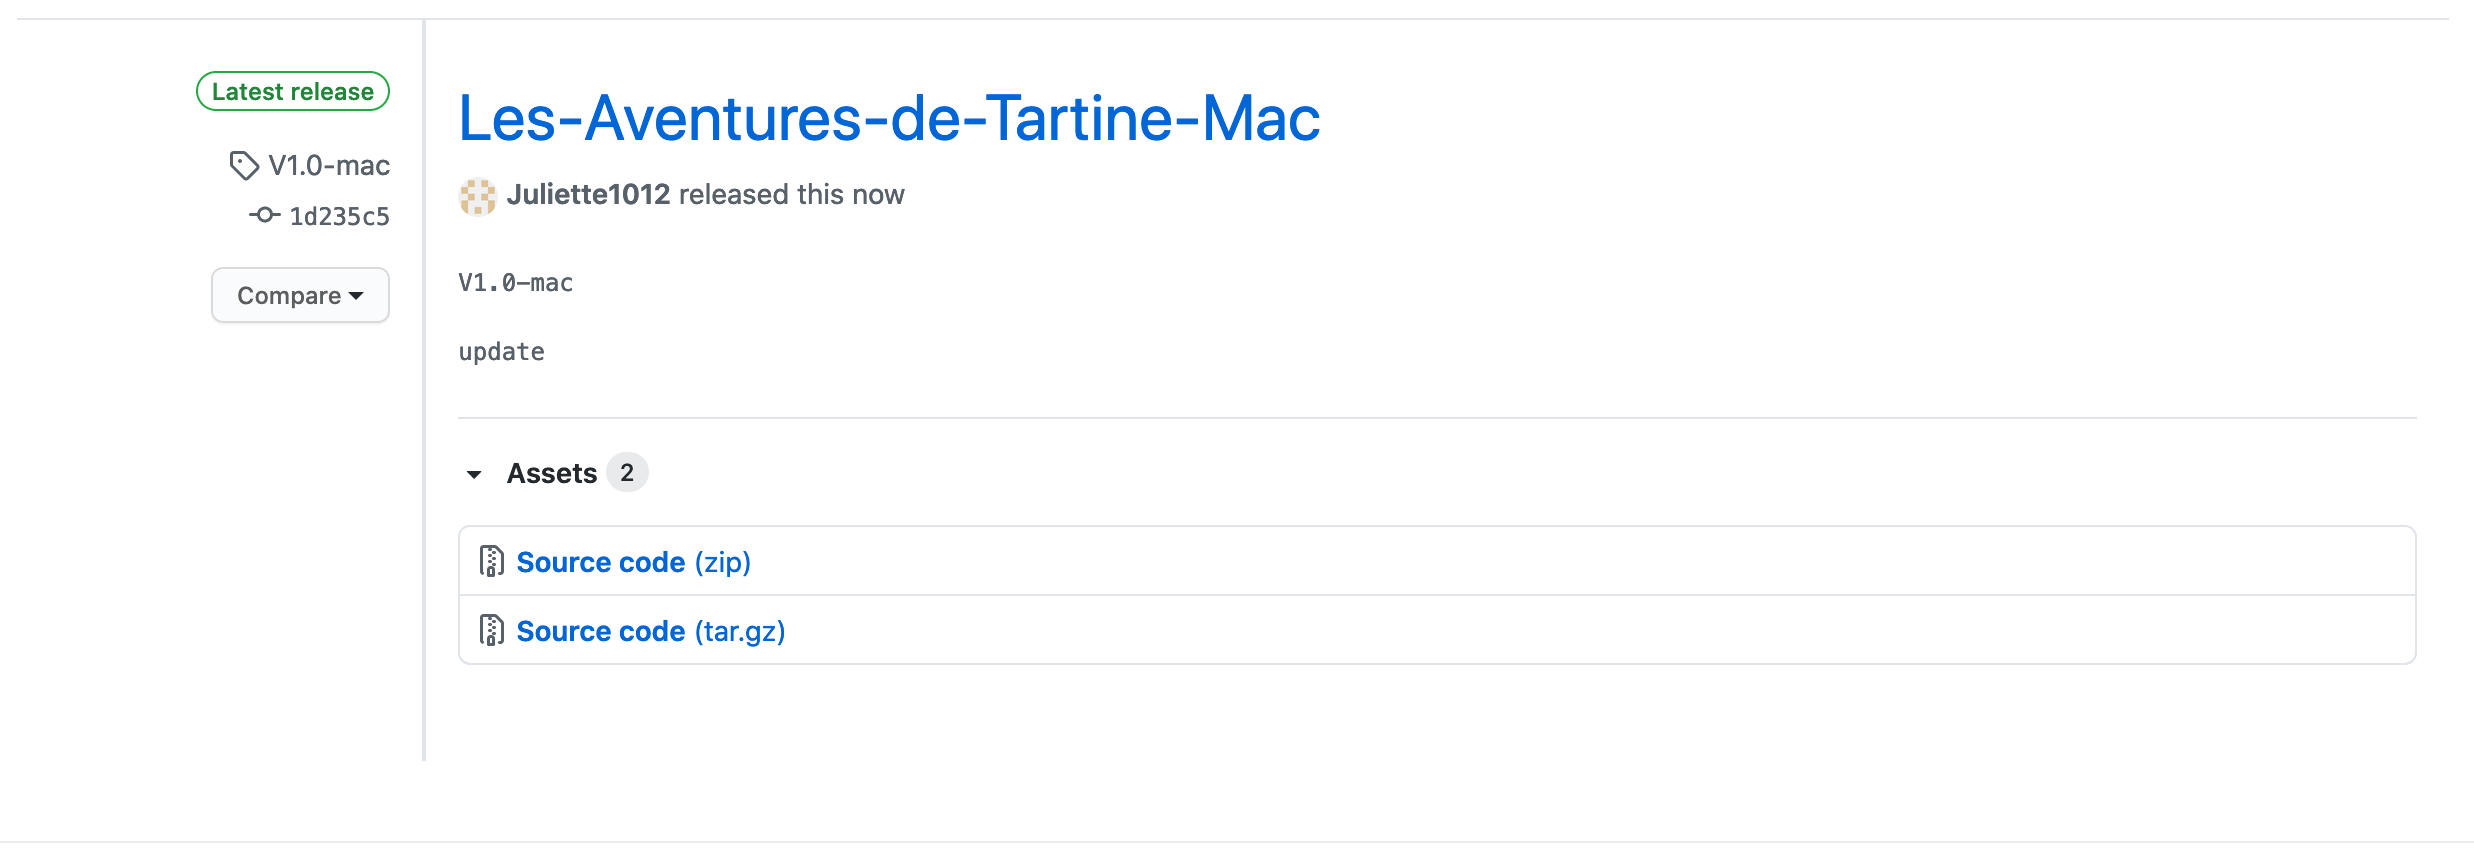 Latest release
V1.0-mac
1d235c5
Compare
Les-Aventures-de-Tartine-Mac
Juliette1012 released this now
V1.0-mac
update
Assets 2
Source code (zip)
Source code (tar.gz)